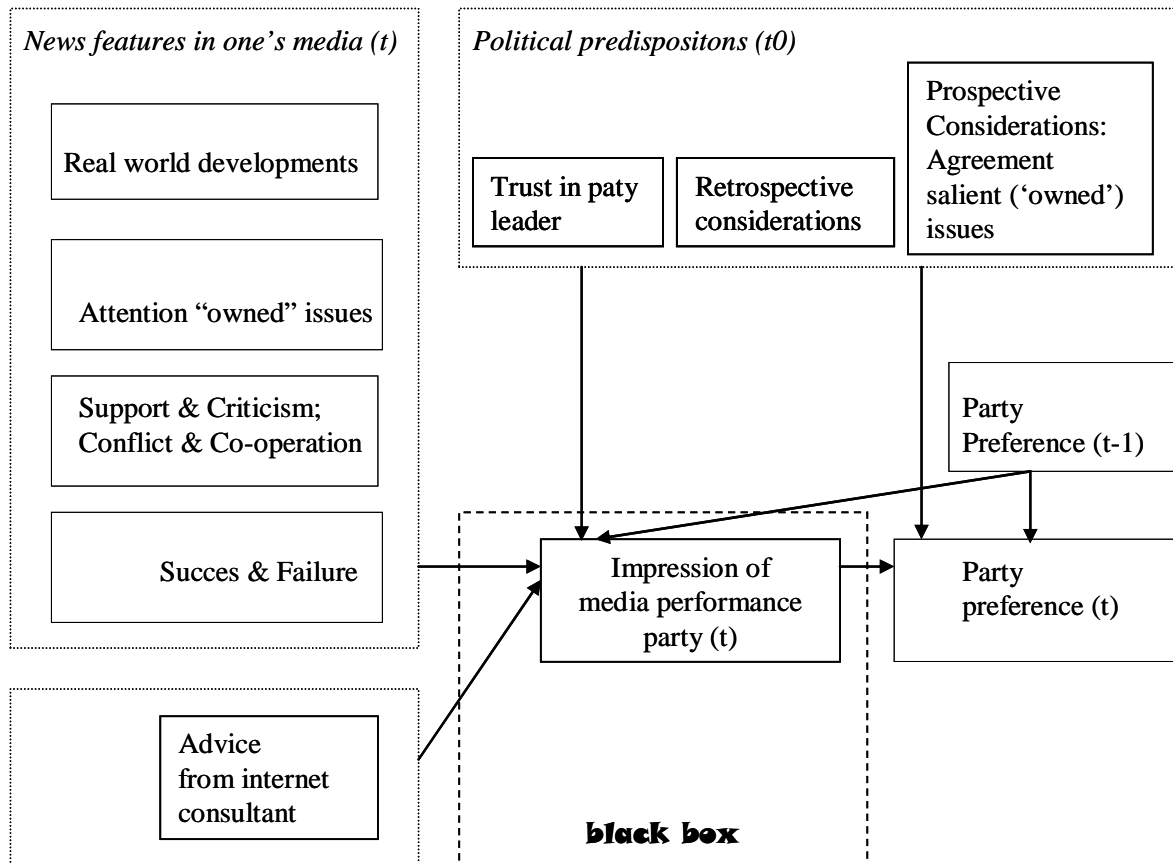 News features in one's media (t)
Real world developments
Attention “owned” issues
Support & Criticism;
Conflict & Co-operation
Succes & Failure
Advice
from internet
consultant
Political predispositons (t0)
Trust in paty
leader
Retrospective
considerations
Prospective
Considerations:
Agreement
salient (‘owned’)
issues
Party
Preference (t-1)
Impression of
media performance
party (t)
Party
preference (t)
black box